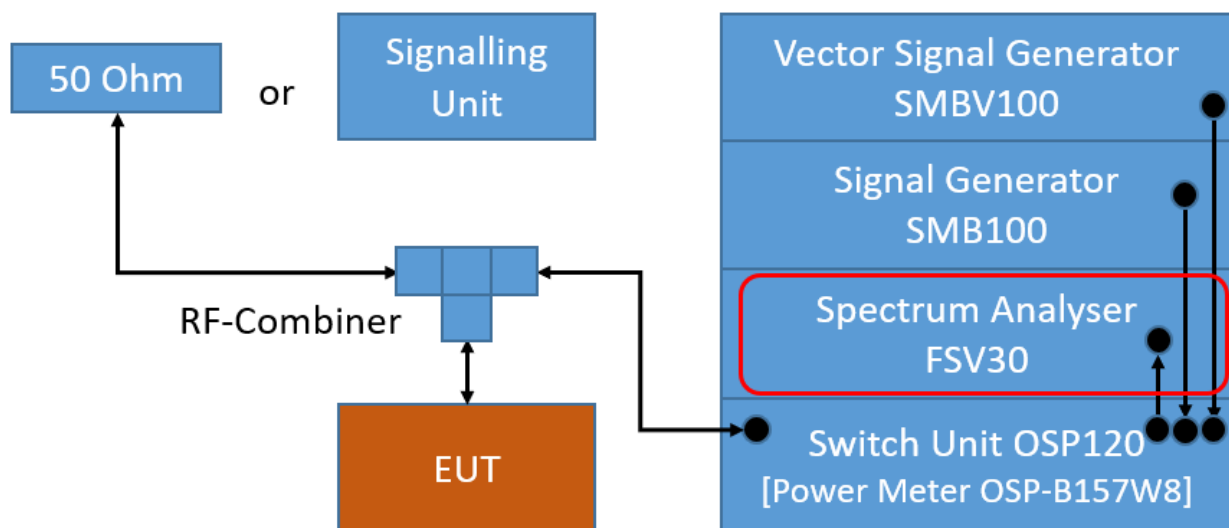 50 Ohm
or
Signalling
Unit
RF-Combiner
EUT
Vector Signal Generator
SMBV100
Signal Generator
SMB100
Spectrum Analyser
FSV30
Switch Unit OSP120
[Power Meter OSP-B157W8]